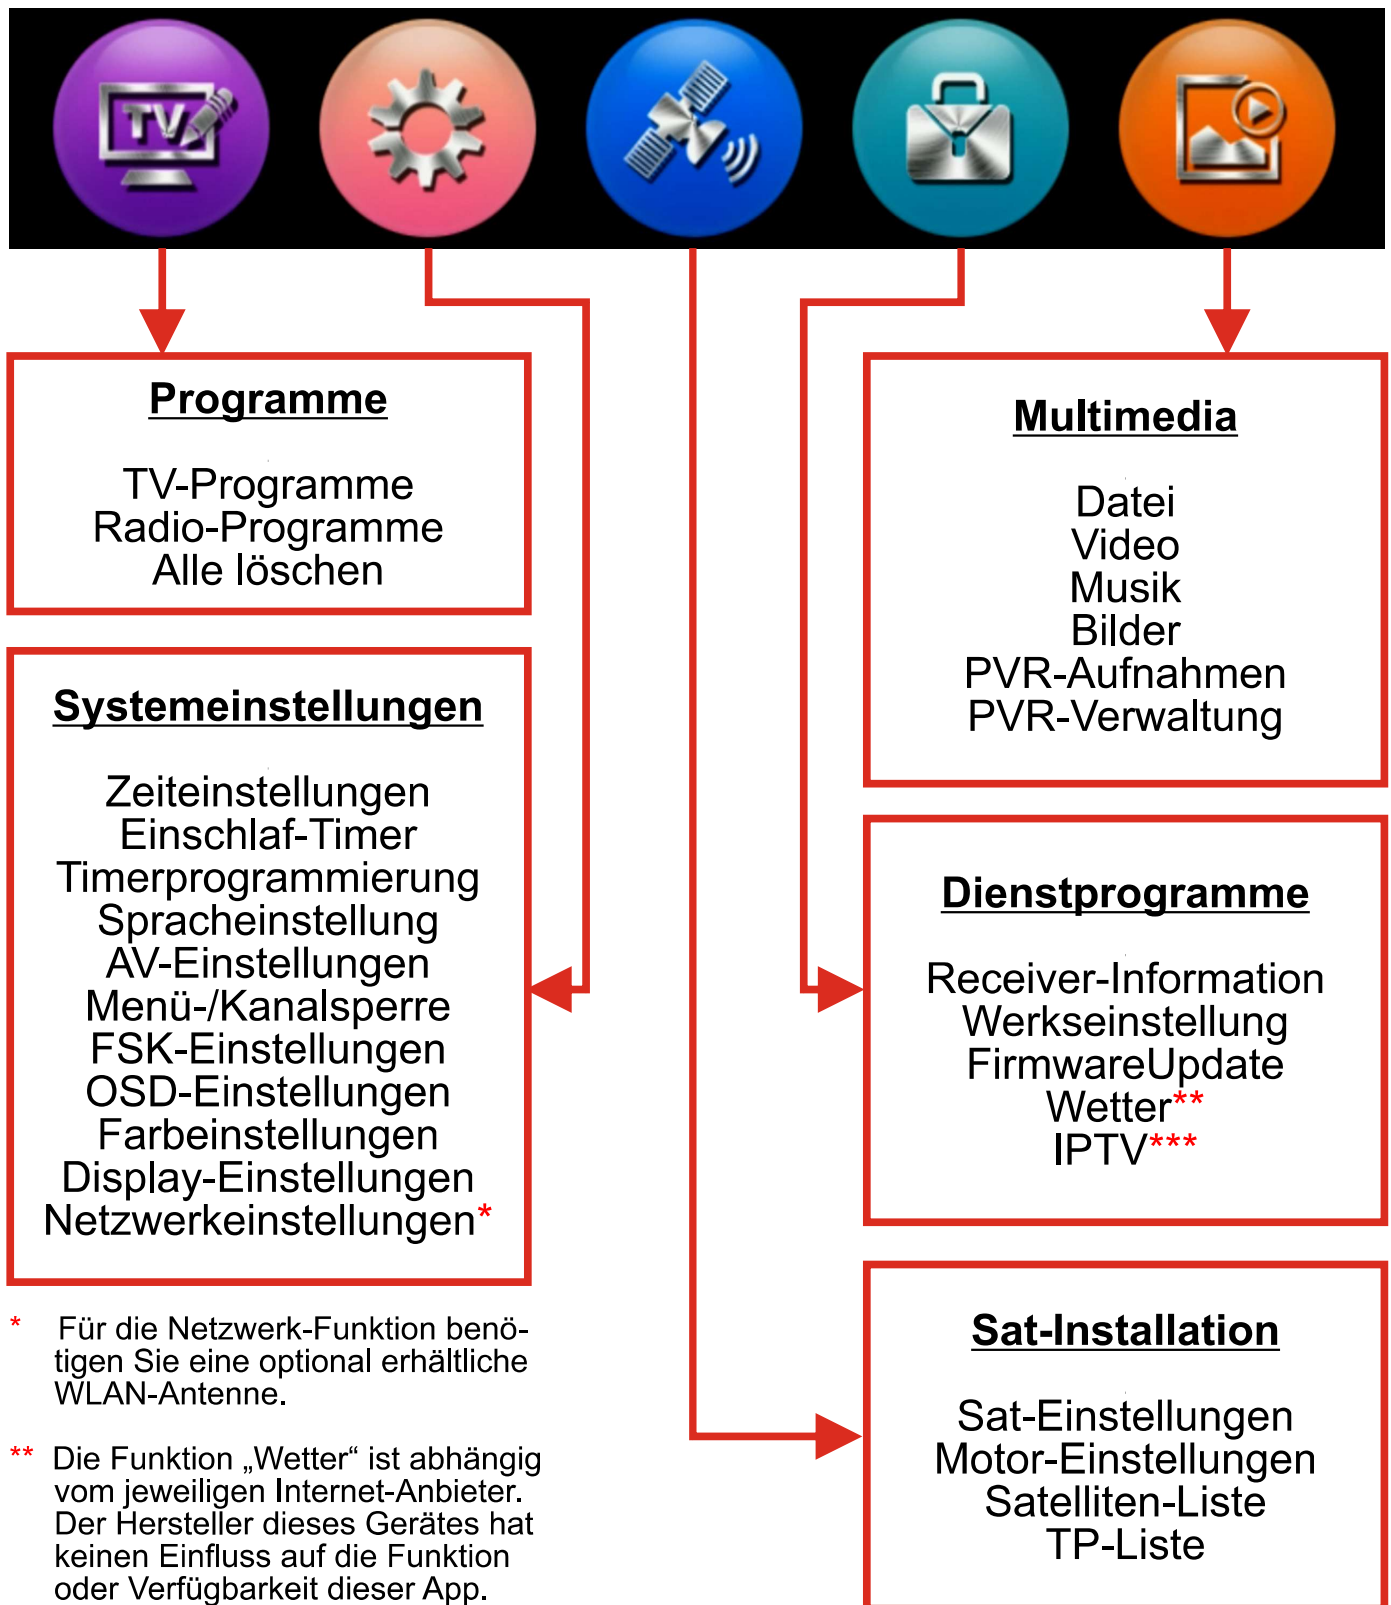 TV
Programme
TV-Programme
Radio-Programme
Alle löschen
Systemeinstellungen
Zeiteinstellungen
Einschlaf-Timer
Timerprogrammierung
Spracheinstellung
AV-Einstellungen
Menü-/Kanalsperre
FSK-Einstellungen
OSD-Einstellungen
Farbeinstellungen
Display-Einstellungen
Netzwerkeinstellungen*
* Für die Netzwerk-Funktion benö-
tigen Sie eine optional erhältliche
WLAN-Antenne.
** Die Funktion „Wetter“ ist abhängig
vom jeweiligen Internet-Anbieter.
Der Hersteller dieses Gerätes hat
keinen Einfluss auf die Funktion
oder Verfügbarkeit dieser App.
Multimedia
Datei
Video
Musik
Bilder
PVR-Aufnahmen
PVR-Verwaltung
Dienstprogramme
Receiver-Information
Werkseinstellung
FirmwareUpdate
Wetter**
IPTV***
Sat-Installation
Sat-Einstellungen
Motor-Einstellungen
Satelliten-Liste
TP-Liste